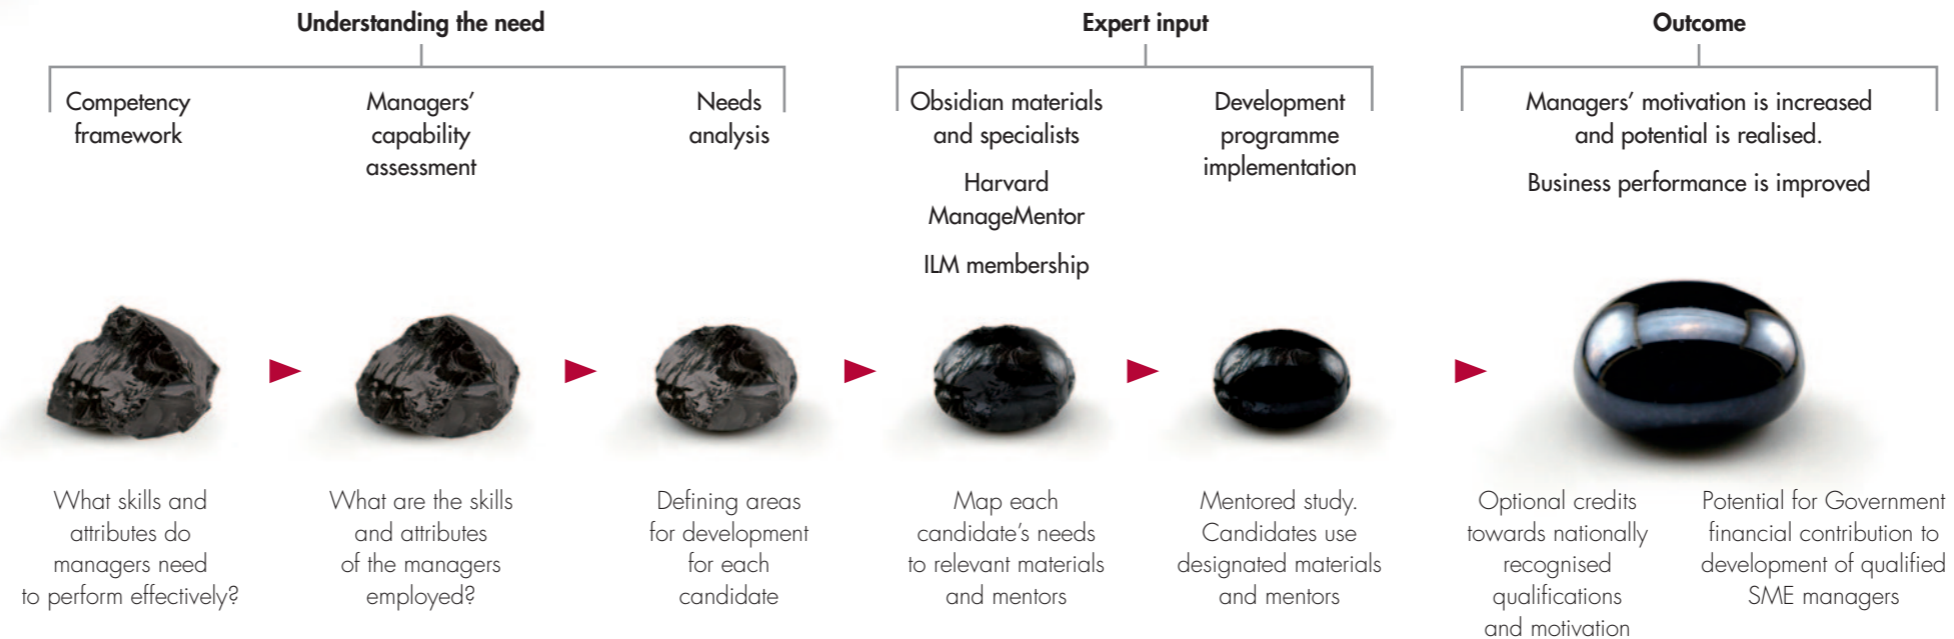 Understanding the need
Expert input
Outcome
Competency
framework
Managers’
capability
assessment
Needs
analysis
Obsidian materials
and specialists
Harvard
ManageMentor
ILM membership
Development
programme
implementation
Managers’ motivation is increased
and potential is realised.
Business performance is improved
What skills and
attributes do
managers need
to perform effectively?
What are the skills
and attributes
of the managers
employed?
Defining areas
for development
for each
candidate
Map each
candidate’s needs
to relevant materials
and mentors
Mentored study.
Candidates use
designated materials
and mentors
Optional credits
towards nationally
recognised
qualifications
and motivation
Potential for Government
financial contribution to
development of qualified
SME managers